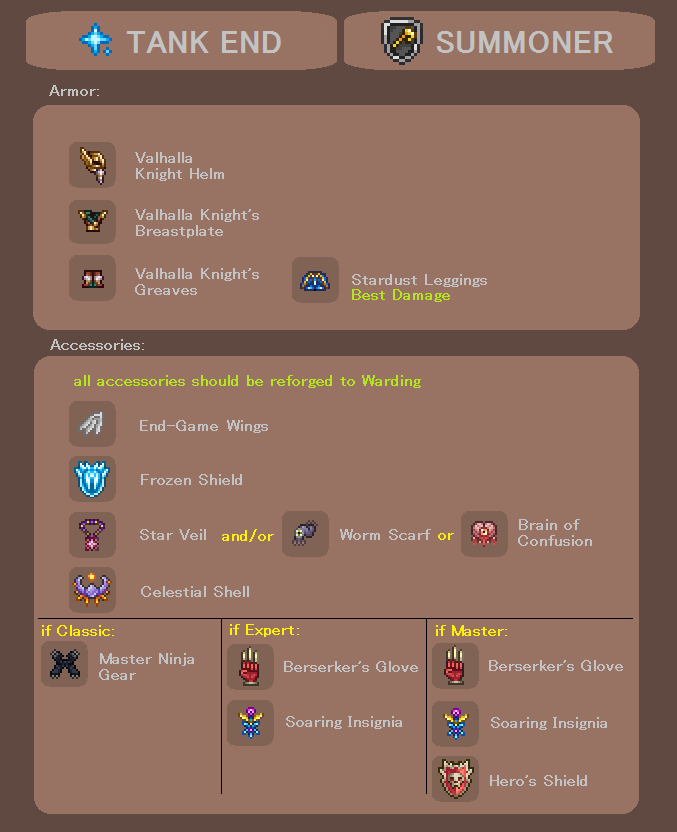 TANK END
SUMMONER
Armor:
Valhalla
Knight Helm
Valhalla Knight's
Breastplate
Valhalla Knight's
Greaves
Stardust Leggings
Best Damage
Accessories:
all accessories should be reforged to Warding
End-Game Wings
Frozen Shield
Star Veil and/or Worm Scarf or Brain of
Confusion
Celestial Shell
if Classic:
Master Ninja
Gear
if Expert:
Berserker's Glove
Soaring Insignia
if Master:
Berserker's Glove
Soaring Insignia
Hero's Shield